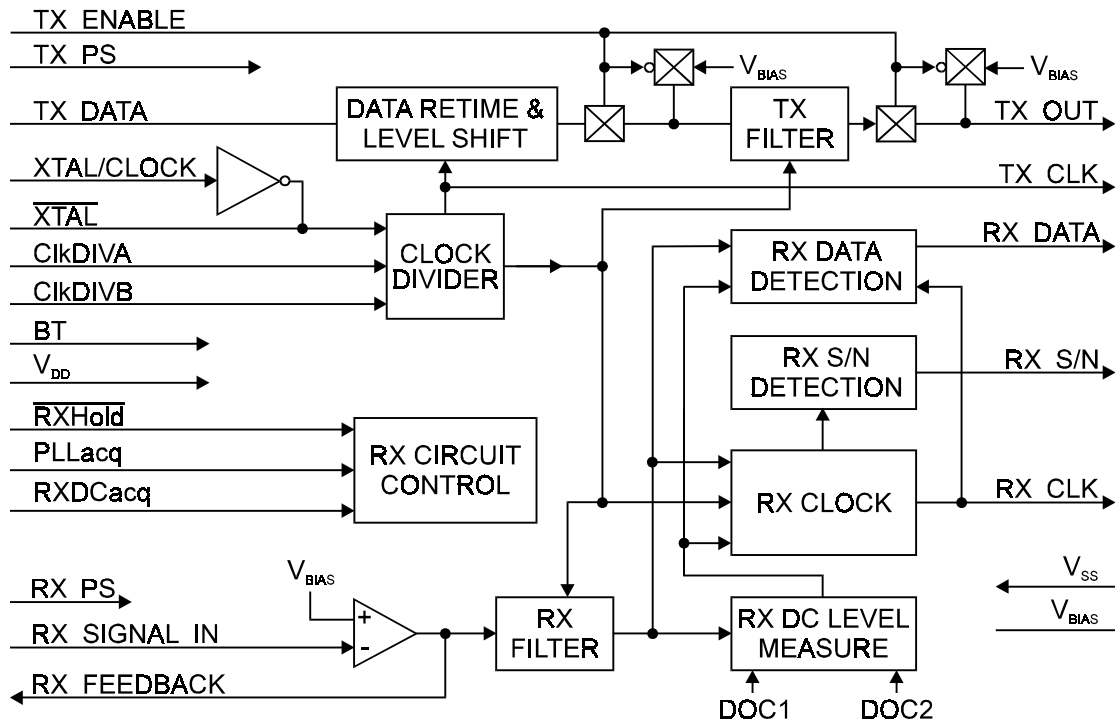 TX ENABLE
TX PS
V_BIAS
V_BIAS
TX DATA
DATA RETIME &
LEVEL SHIFT
TX
FILTER
TX OUT
XTAL/CLOCK
TX CLK
XTAL
ClkDIVA
ClkDIVB
CLOCK
DIVIDER
RX DATA
DETECTION
RX DATA
BT
V_DD
RX S/N
DETECTION
RX S/N
RXHold
PLLacq
RXDCacq
RX CIRCUIT
CONTROL
RX CLOCK
RX CLK
V_BIAS
V_SS
V_BIAS
RX PS
RX SIGNAL IN
RX FEEDBACK
+
-
RX
FILTER
RX DC LEVEL
MEASURE
DOC1
DOC2